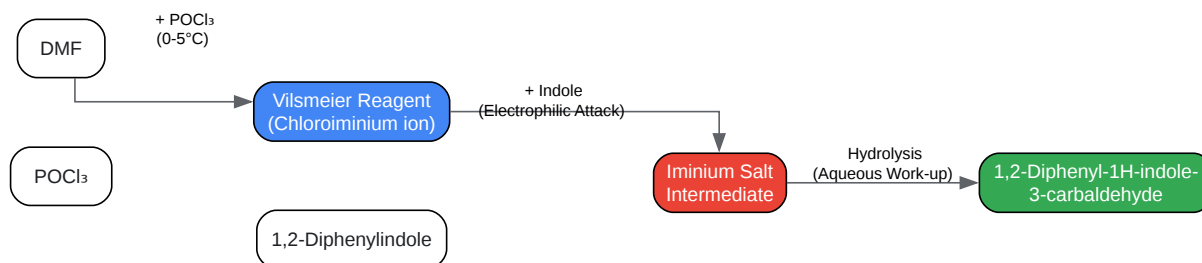 DMF
+ POCl₃
(0-5°C)
POCl₃
Vilsmeier Reagent
(Chloroiminium ion)
1,2-Diphenylindole
+ Indole
(Electrophilic Attack)
Iminium Salt
Intermediate
Hydrolysis
(Aqueous Work-up)
1,2-Diphenyl-1H-indole-
3-carbaldehyde